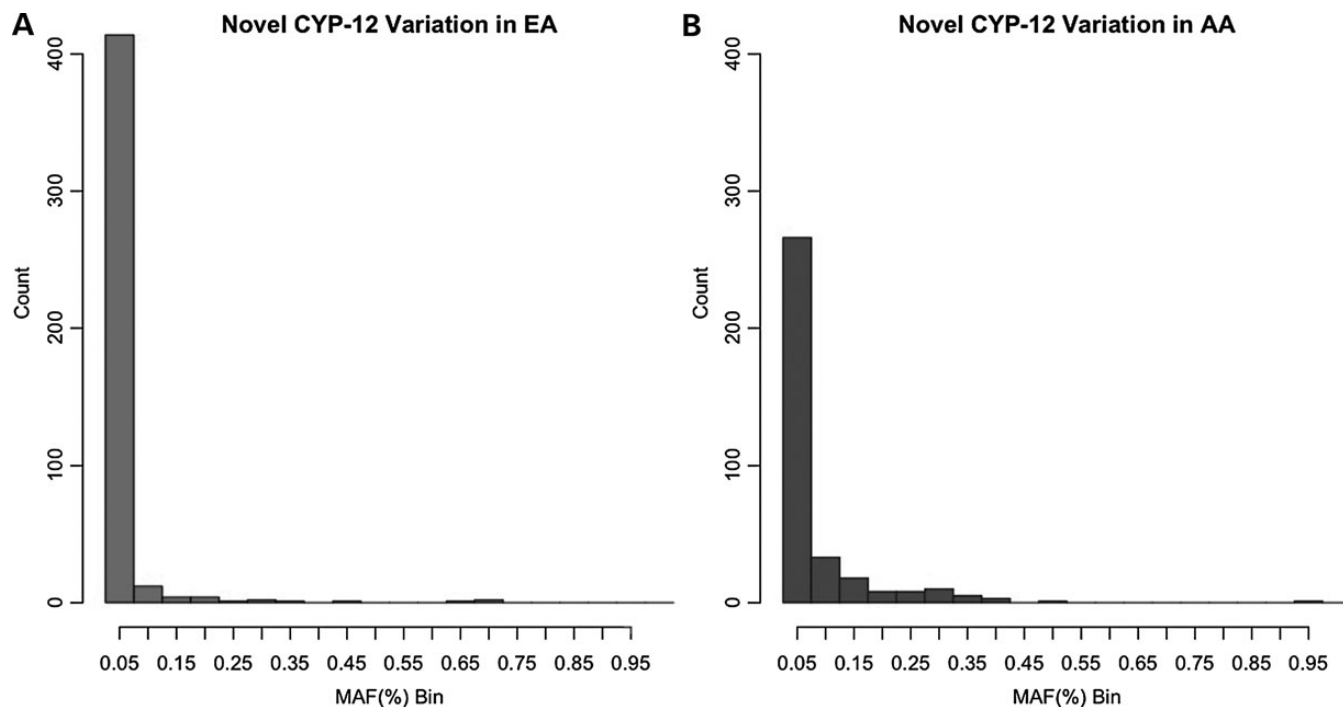 A
Novel CYP-12 Variation in EA
400
300
200
100
0
Count
0.05 0.15 0.25 0.35 0.45 0.55 0.65 0.75 0.85 0.95
MAF(%) Bin
B
Novel CYP-12 Variation in AA
400
300
200
100
0
Count
0.05 0.15 0.25 0.35 0.45 0.55 0.65 0.75 0.85 0.95
MAF(%) Bin